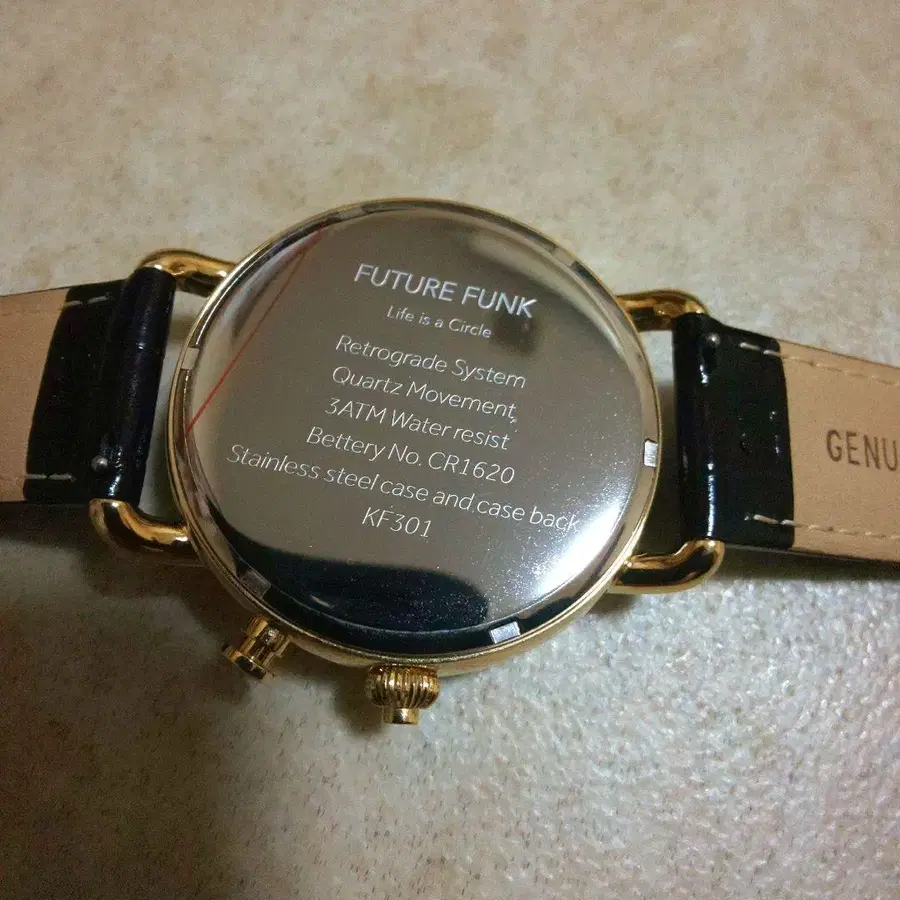 FUTURE FUNK
Life is a Circle
Retrograde System
Quartz Movement
3ATM Water resist
Bettery No. CR1620
Stainless steel case and case back
KF301
GENU